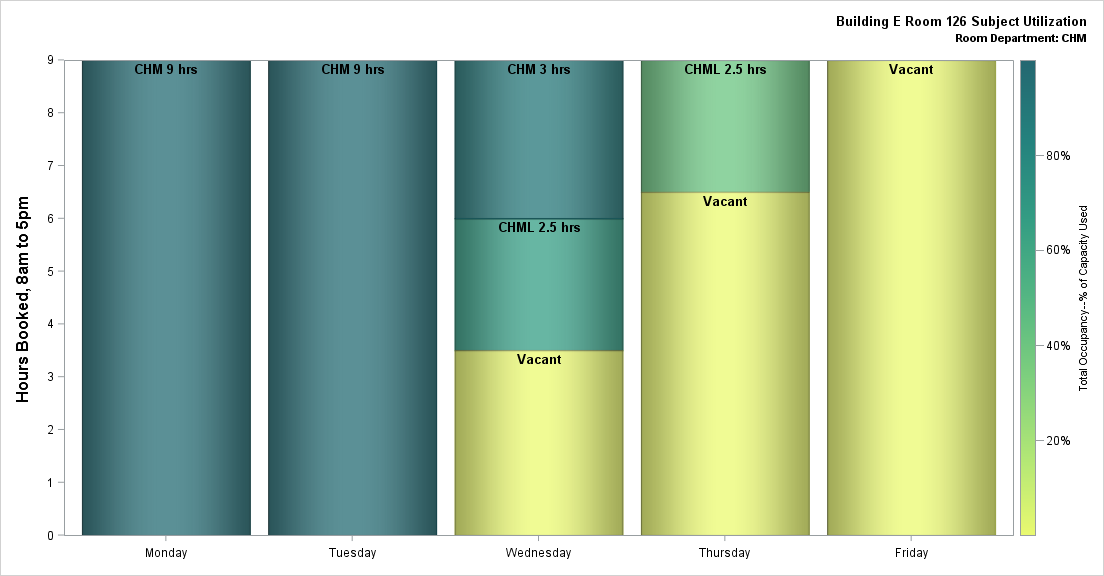 Building E Room 126 Subject Utilization
Room Department: CHM
Hours Booked, 8am to 5pm
9
8
7
6
5
4
3
2
1
0
CHM 9 hrs
CHM 9 hrs
CHM 3 hrs
CHML 2.5 hrs
Vacant
CHML 2.5 hrs
Vacant
Vacant
Monday
Tuesday
Wednesday
Thursday
Friday
80%
60%
40%
20%
Total Occupancy--% of Capacity Used